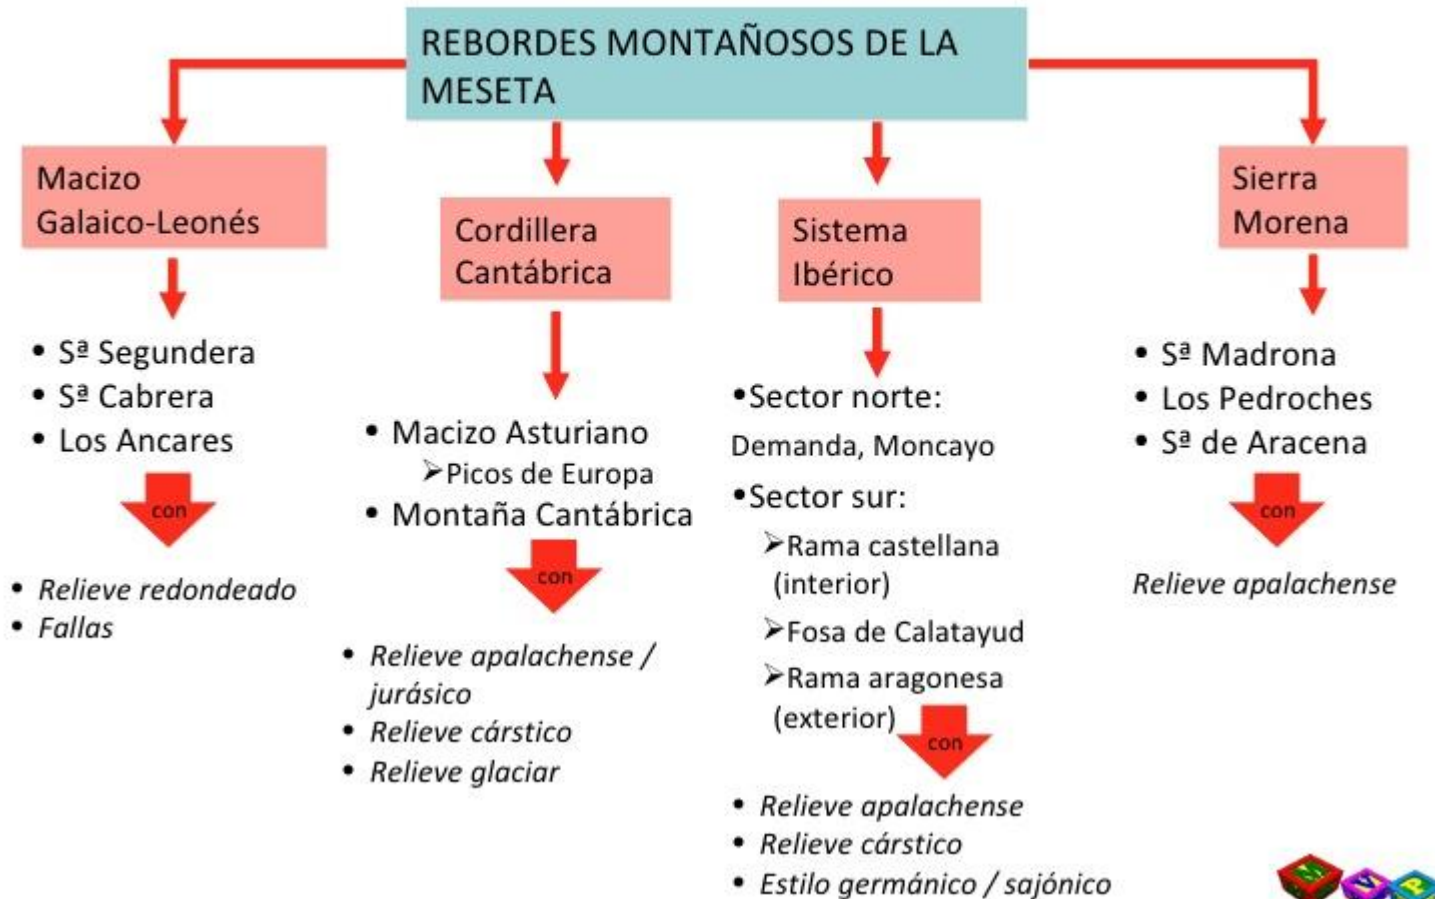 REBORDES MONTAÑOSOS DE LA
MESETA
Macizo
Galaico-Leonés
• Sª Segundera
• Sª Cabrera
• Los Ancares
con
• Relieve redondeado
• Fallas
Cordillera
Cantábrica
• Macizo Asturiano
➢Picos de Europa
• Montaña Cantábrica
con
• Relieve apalachense /
jurásico
• Relieve cárstico
• Relieve glaciar
Sistema
Ibérico
•Sector norte:
Demanda, Moncayo
•Sector sur:
➢Rama castellana
(interior)
➢Fosa de Calatayud
➢Rama aragonesa
(exterior)
con
• Relieve apalachense
• Relieve cárstico
• Estilo germánico / sajónico
Sierra
Morena
• Sª Madrona
• Los Pedroches
• Sª de Aracena
con
Relieve apalachense
M V P